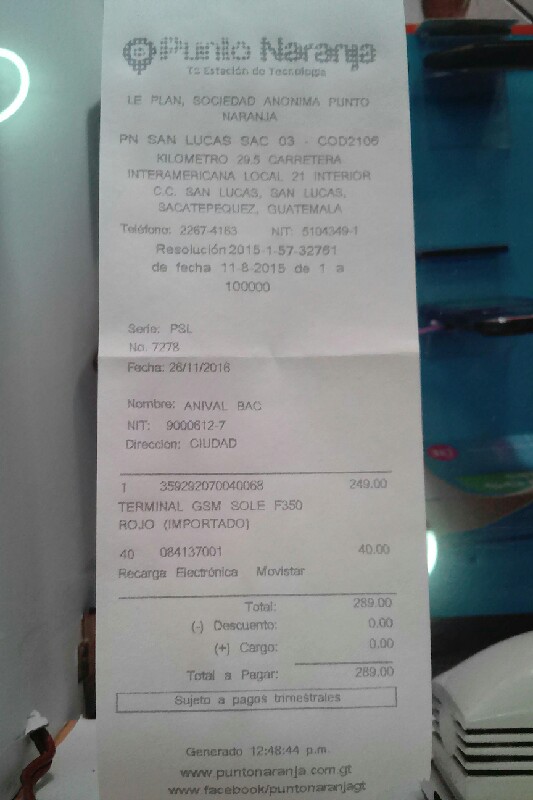 Punto Naranja
Tu Estación de Tecnología
LE PLAN, SOCIEDAD ANONIMA PUNTO
NARANJA
PN SAN LUCAS SAC 03 - COD2106
KILOMETRO 29.5 CARRETERA
INTERAMERICANA LOCAL 21 INTERIOR
C.C. SAN LUCAS, SAN LUCAS,
SACATEPEQUEZ, GUATEMALA
Teléfono: 2267-4183 NIT: 5104349-1
Resolución 2015-1-57-32761
de fecha 11-8-2015 de 1 a
100000
Serie: PSL
No. 7278
Fecha: 26/11/2016
Nombre: ANIVAL BAC
NIT: 9000612-7
Direccion: CIUDAD
1 359292070040068 249.00
TERMINAL GSM SOLE F350
ROJO (IMPORTADO)
40 084137001 40.00
Recarga Electrónica Movistar
Total: 289.00
(-) Descuento: 0.00
(+) Cargo: 0.00
Total a Pagar: 289.00
Sujeto a pagos trimestrales
Generado 12:48:44 p.m.
www.puntonaranja.com.gt
www.facebook/puntonaranjagt